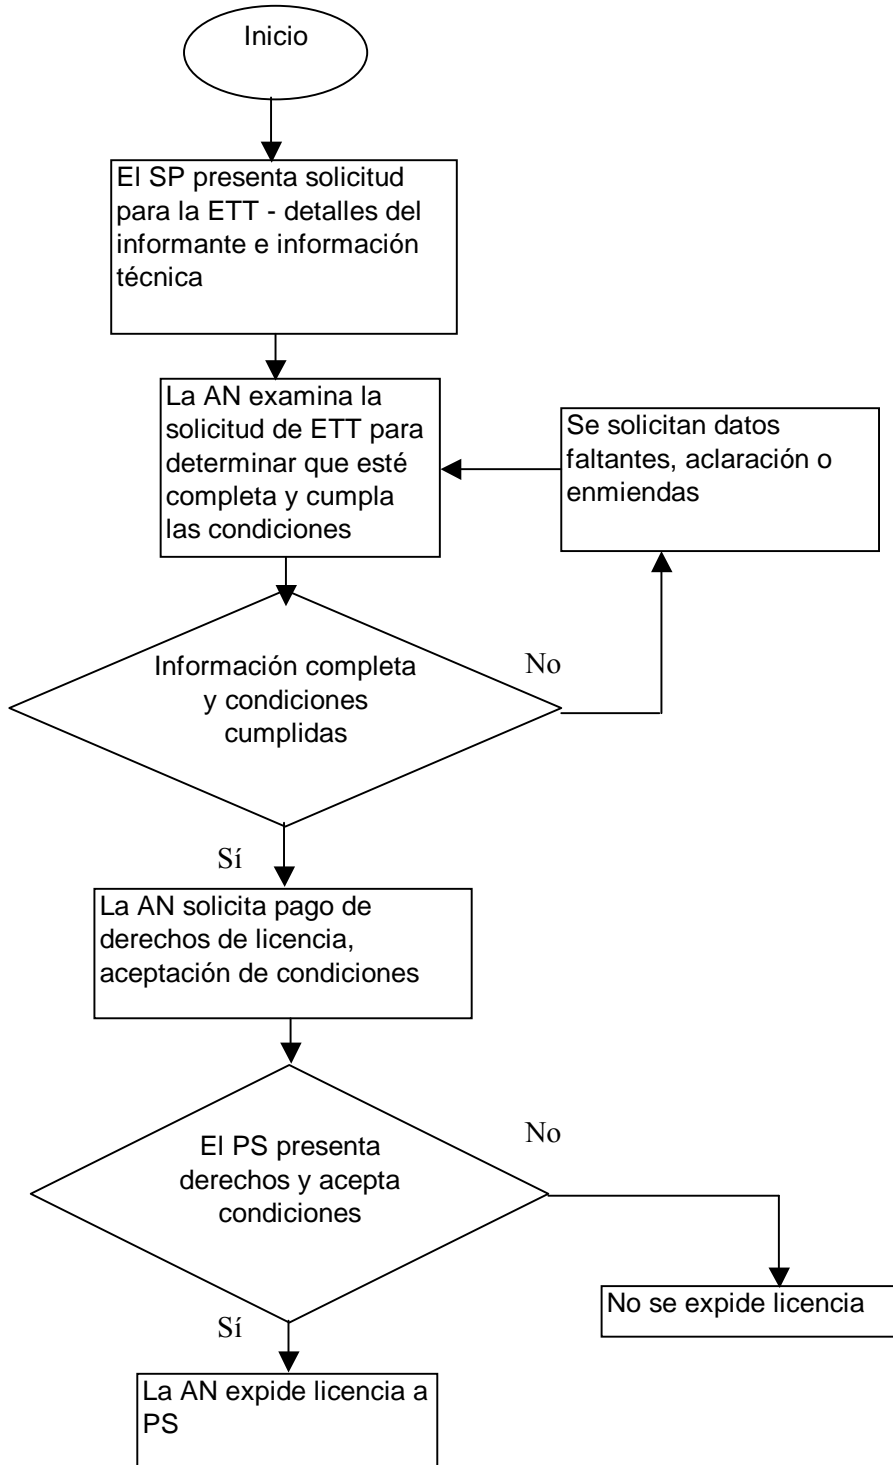 Inicio
El SP presenta solicitud
para la ETT - detalles del
informante e información
técnica
La AN examina la
solicitud de ETT para
determinar que esté
completa y cumpla
las condiciones
Se solicitan datos
faltantes, aclaración o
enmiendas
Información completa
y condiciones
cumplidas
No
Sí
La AN solicita pago de
derechos de licencia,
aceptación de condiciones
El PS presenta
derechos y acepta
condiciones
No
No se expide licencia
Sí
La AN expide licencia a
PS